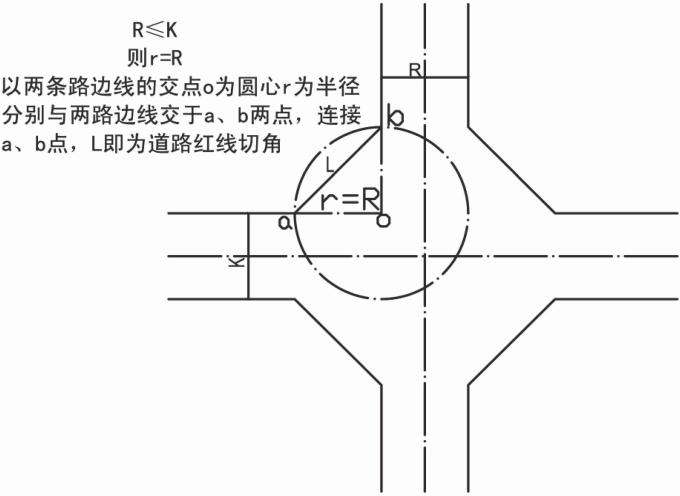 R≤K
则r=R
以两条路边线的交点o为圆心r为半径
分别与两路边线交于a、b两点，连接
a、b点，L即为道路红线切角
R
b
L
r=R
a
o
K